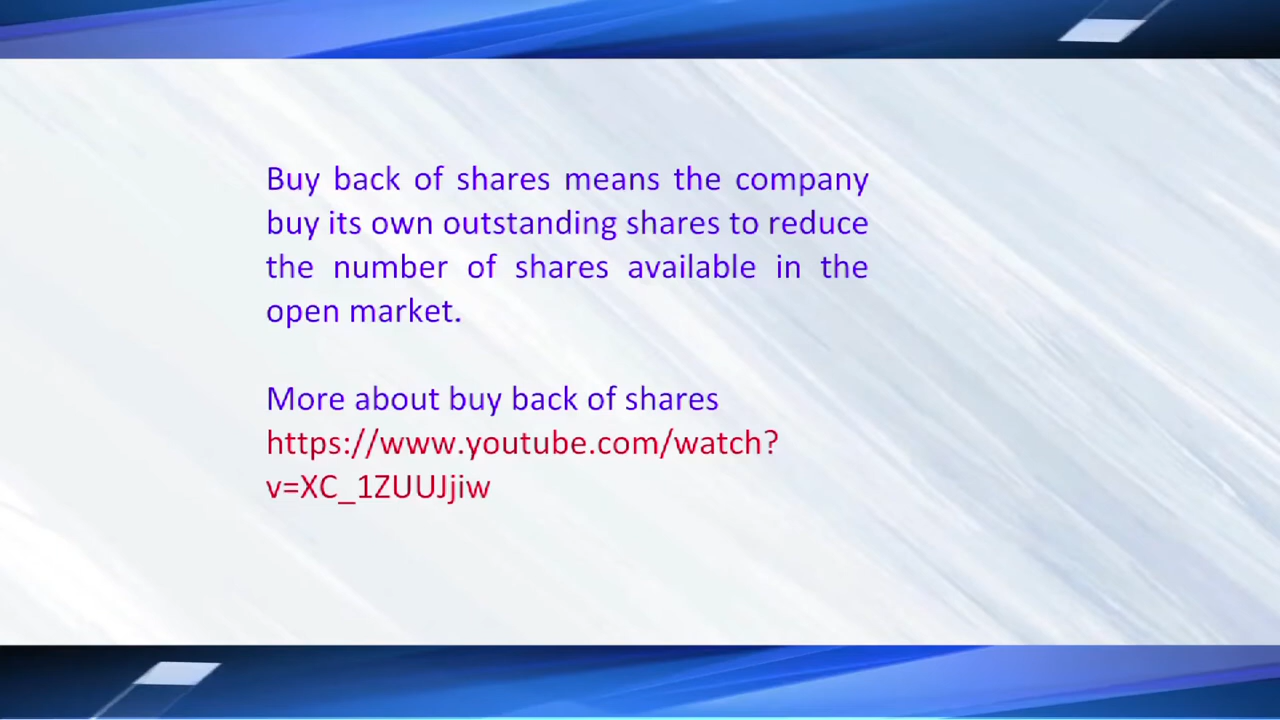 Buy back of shares means the company
buy its own outstanding shares to reduce
the number of shares available in the
open market.
More about buy back of shares
https://www.youtube.com/watch?
v=XC_1ZUUJjiw